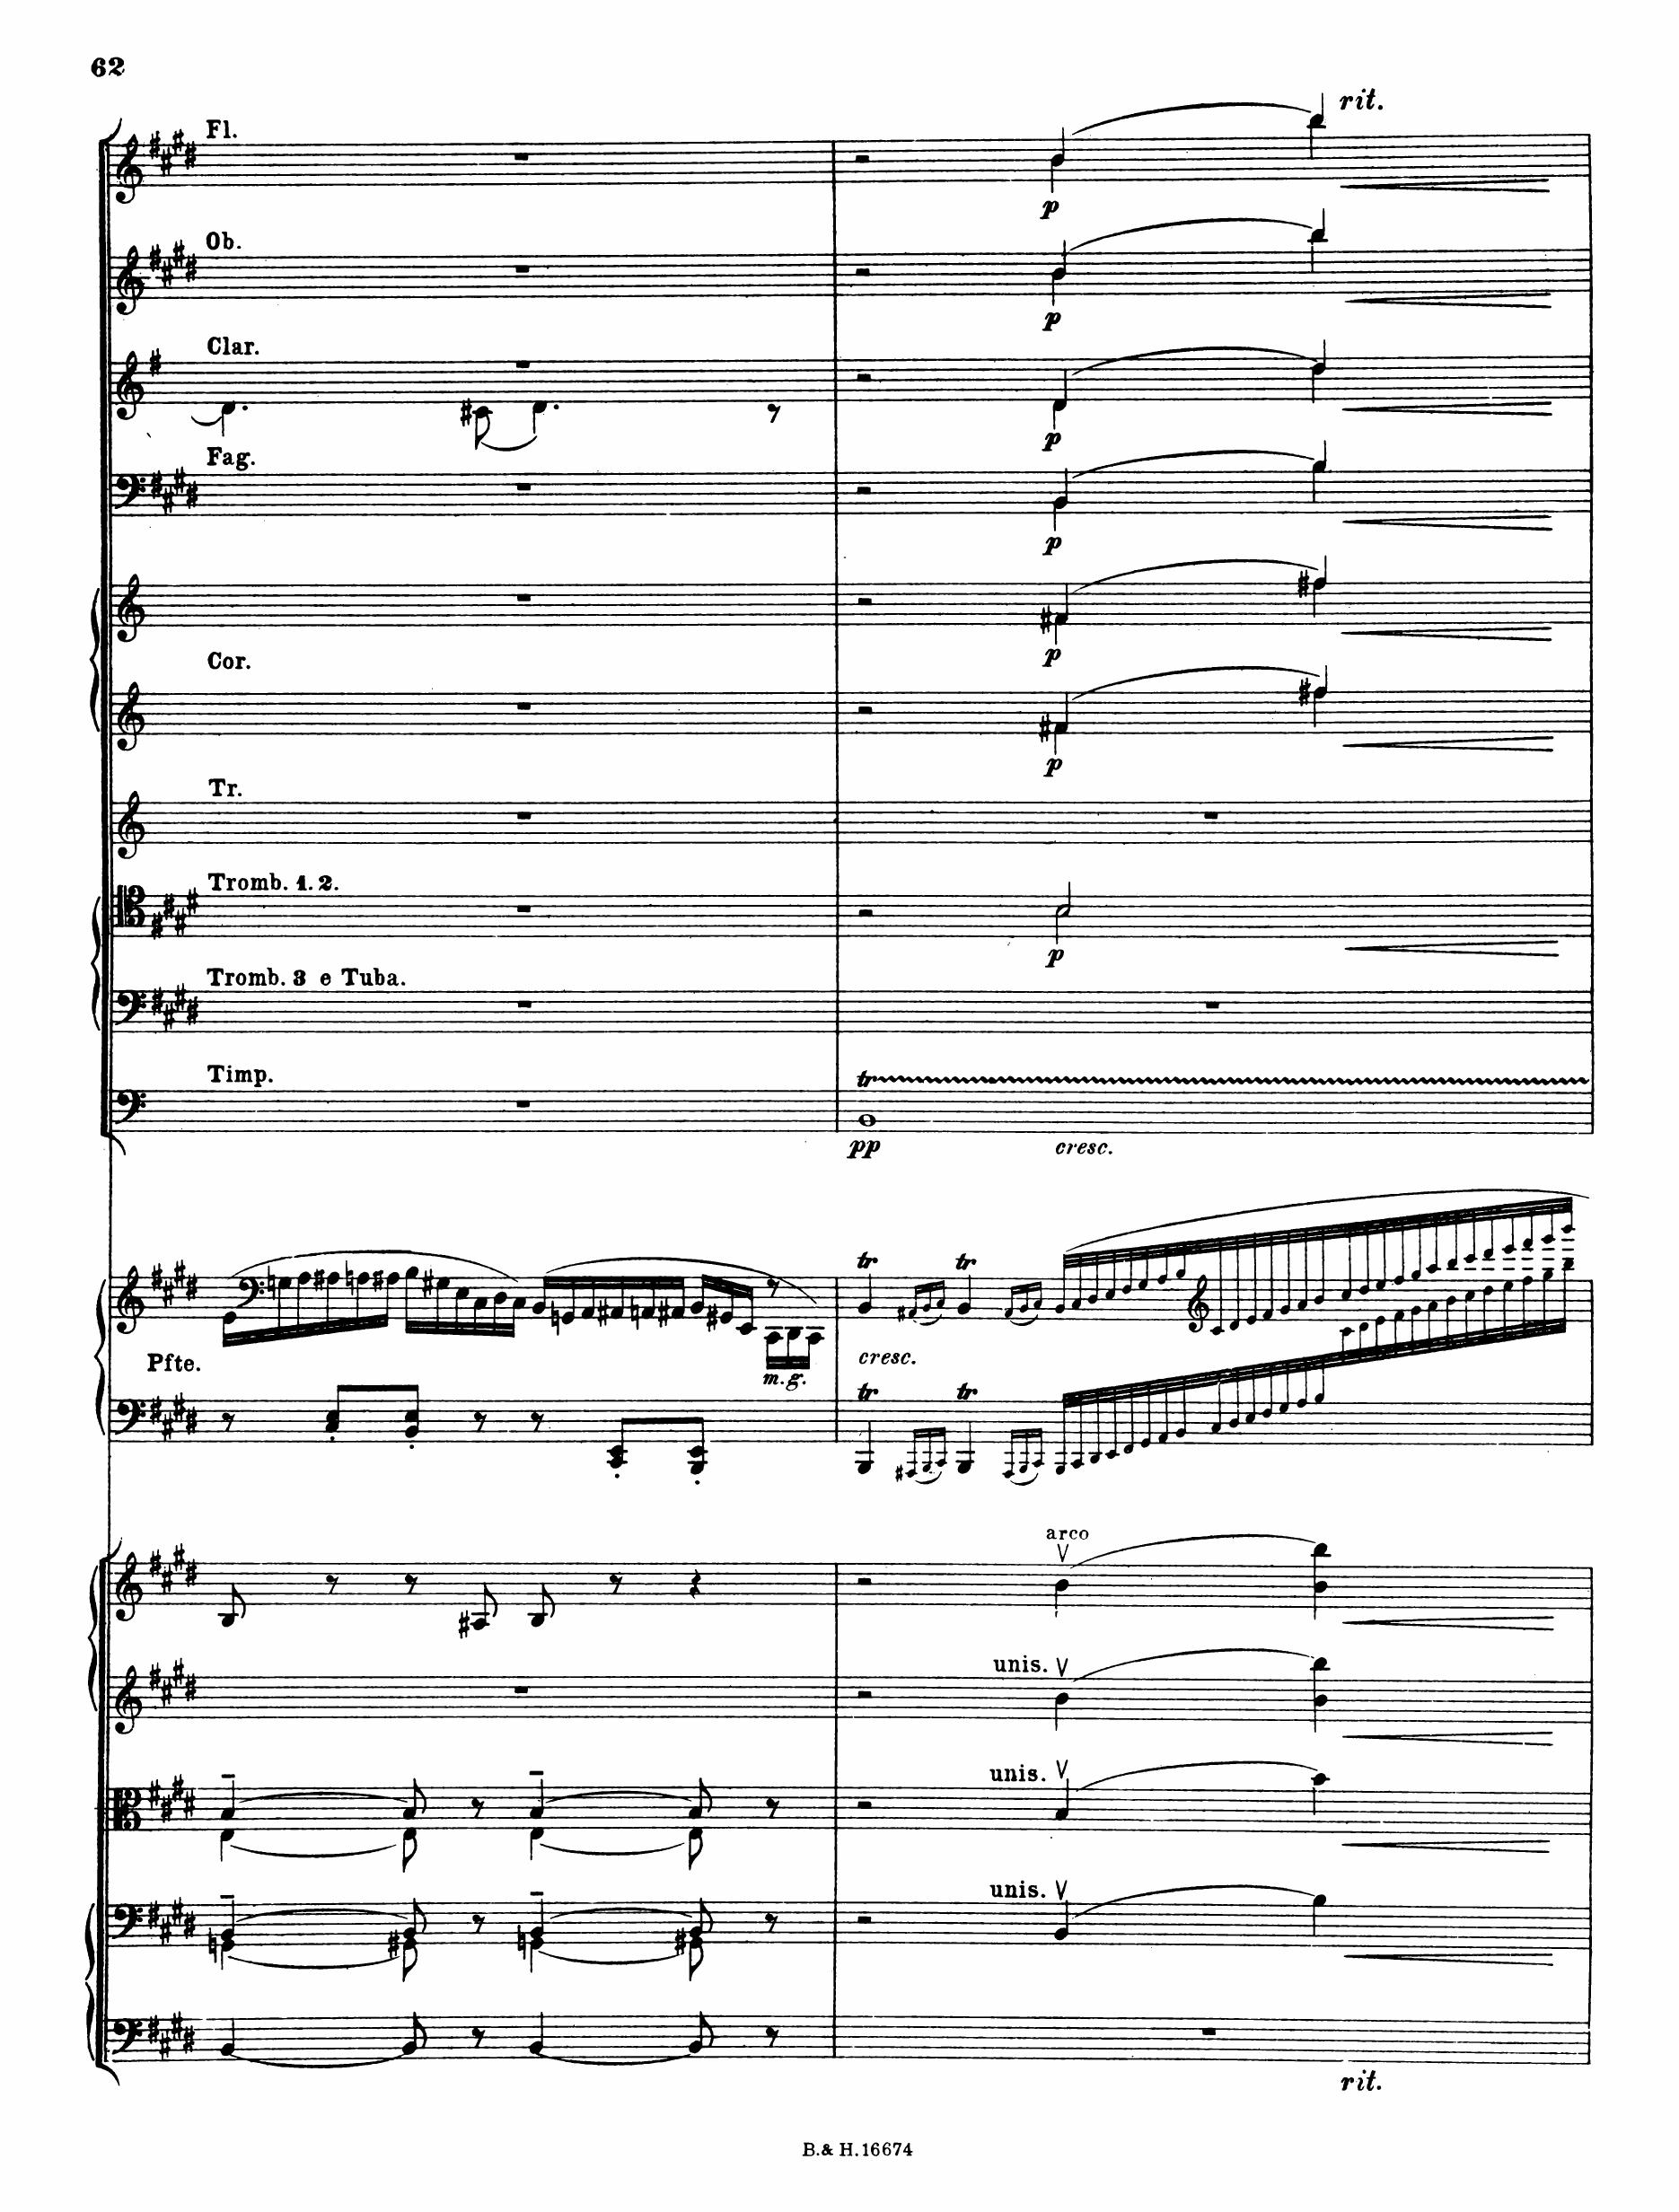 62
rit.
Fl.
p
Ob.
p
Clar.
p
Fag.
p
p
Cor.
p
Tr.
Tromb. 1. 2.
p
Tromb. 3 e Tuba.
Timp.
tr
pp
cresc.
tr tr
Pfte.
cresc.
m. g.
tr tr
arco
unis.
unis.
unis.
rit.
B. & H. 16674